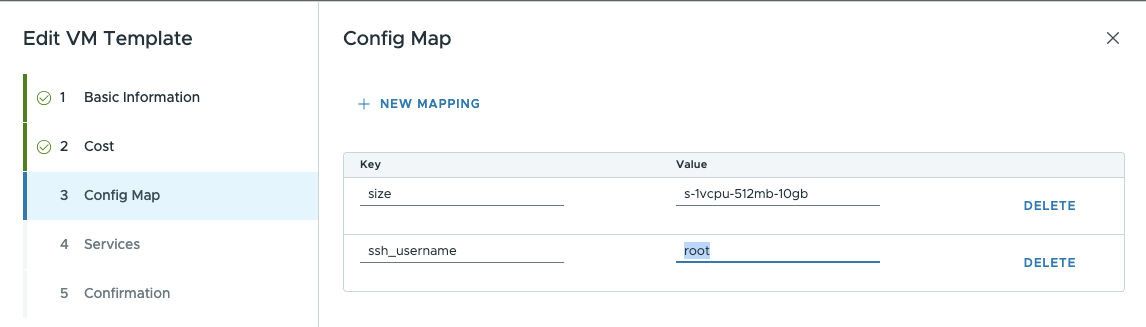 Edit VM Template
1 Basic Information
2 Cost
3 Config Map
4 Services
5 Confirmation
Config Map
+ NEW MAPPING
Key Value
size s-1vcpu-512mb-10gb DELETE
ssh_username root DELETE